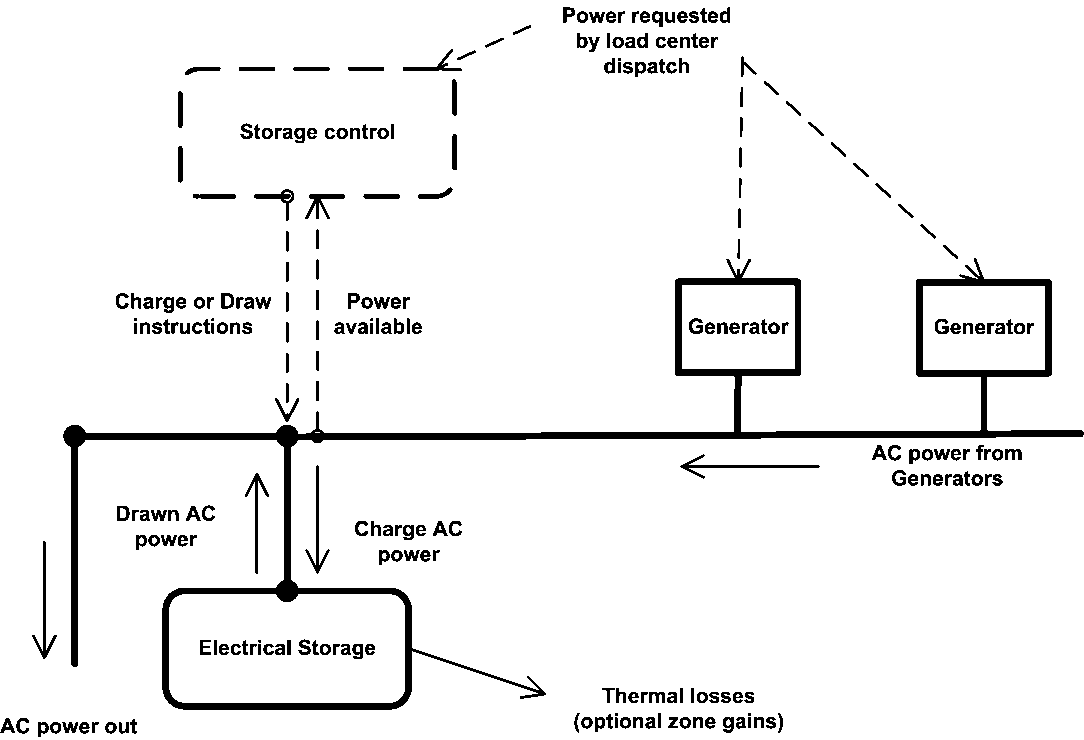 Power requested
by load center
dispatch
Storage control
Charge or Draw
instructions
Power
available
Generator
Generator
AC power from
Generators
Drawn AC
power
Charge AC
power
Electrical Storage
Thermal losses
(optional zone gains)
AC power out